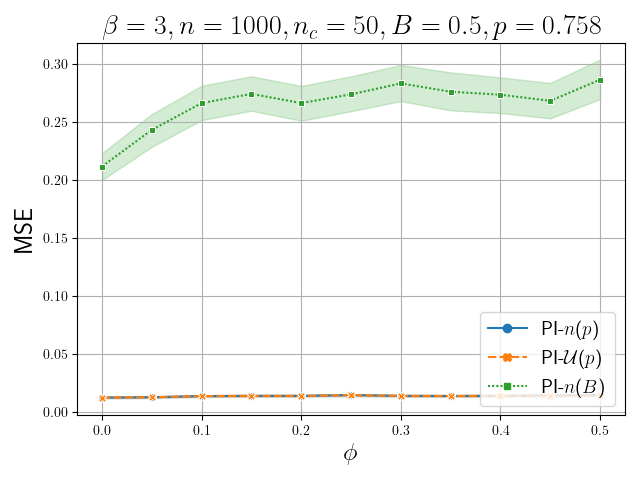 β = 3, n = 1000, n_c = 50, B = 0.5, p = 0.758
MSE
0.30
0.25
0.20
0.15
0.10
0.05
0.00
PI-n(p)
PI-𝒰(p)
PI-n(B)
0.0 0.1 0.2 0.3 0.4 0.5
ϕ